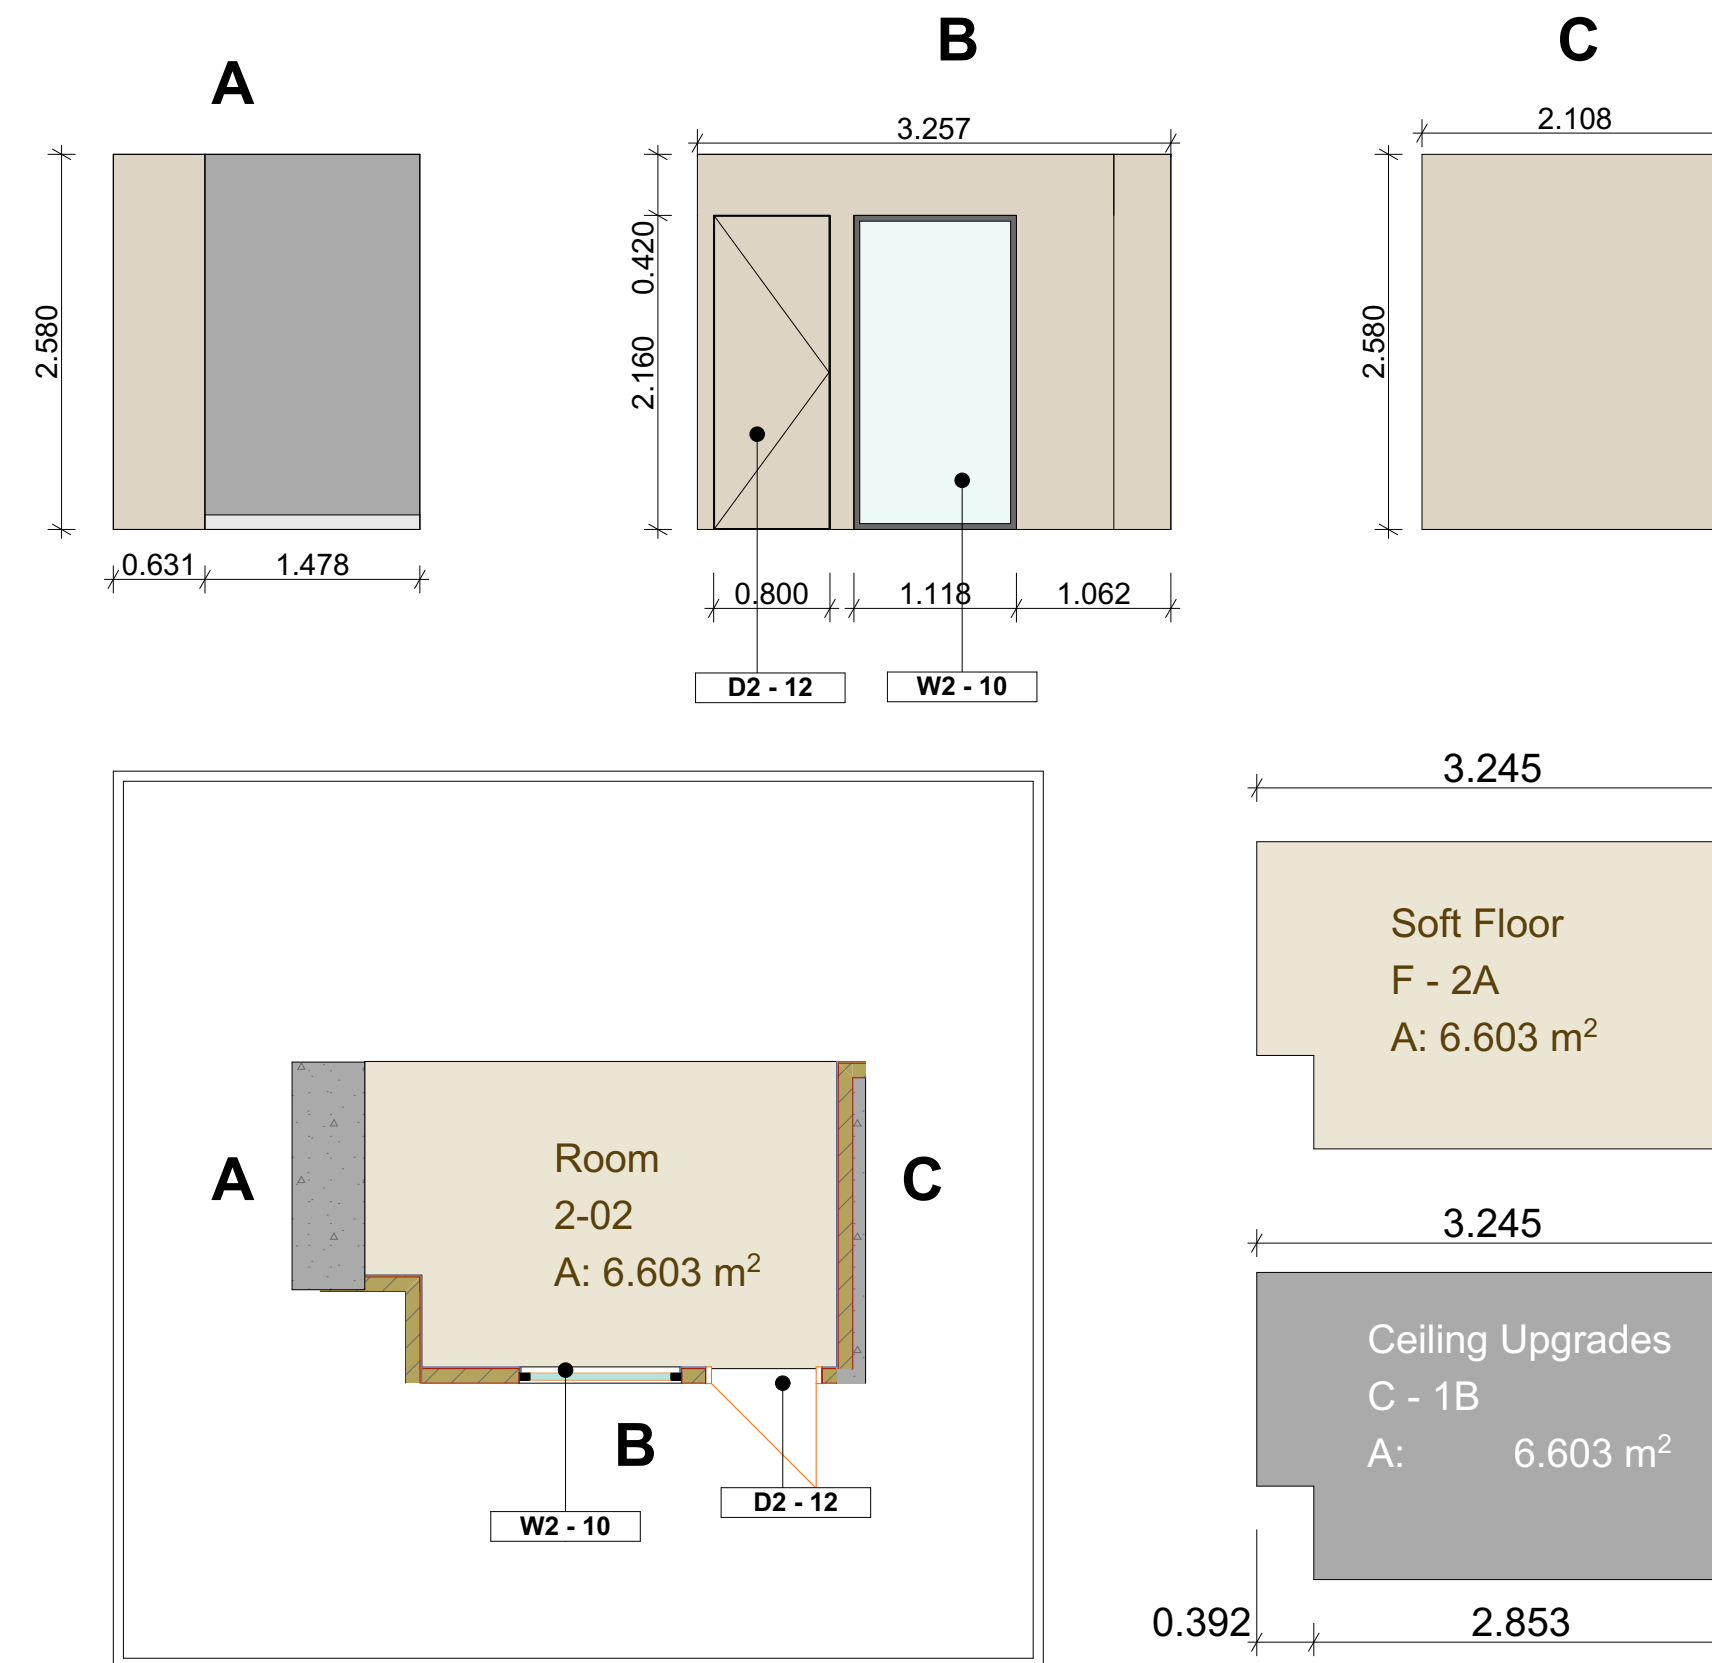 A
B
C
3.257
2.108
2.580
0.420
2.160
2.580
0.631
1.478
0.800
1.118
1.062
D2 - 12
W2 - 10
3.245
Soft Floor
F - 2A
A: 6.603 m²
A
Room
2-02
A: 6.603 m²
C
B
D2 - 12
W2 - 10
3.245
Ceiling Upgrades
C - 1B
A: 6.603 m²
0.392
2.853